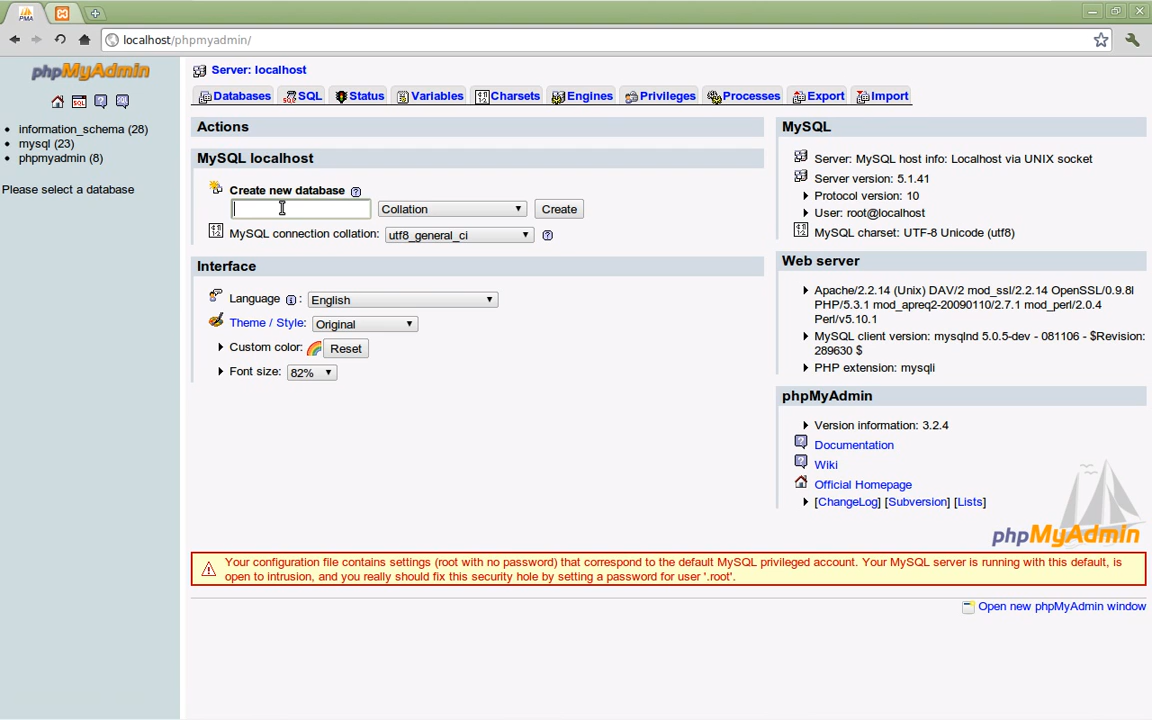 PMA
localhost/phpmyadmin/
phpMyAdmin
SQL
information_schema (28)
mysql (23)
phpmyadmin (8)
Please select a database
Server: localhost
Databases SQL Status Variables Charsets Engines Privileges Processes Export Import
Actions
MySQL localhost
Create new database
Collation Create
MySQL connection collation: utf8_general_ci
Interface
Language : English
Theme / Style: Original
Custom color: Reset
Font size: 82%
MySQL
Server: MySQL host info: Localhost via UNIX socket
Server version: 5.1.41
Protocol version: 10
User: root@localhost
MySQL charset: UTF-8 Unicode (utf8)
Web server
Apache/2.2.14 (Unix) DAV/2 mod_ssl/2.2.14 OpenSSL/0.9.8l
PHP/5.3.1 mod_apreq2-20090110/2.7.1 mod_perl/2.0.4
Perl/v5.10.1
MySQL client version: mysqlnd 5.0.5-dev - 081106 - $Revision:
289630 $
PHP extension: mysqli
phpMyAdmin
Version information: 3.2.4
Documentation
Wiki
Official Homepage
[ChangeLog] [Subversion] [Lists]
phpMyAdmin
Your configuration file contains settings (root with no password) that correspond to the default MySQL privileged account. Your MySQL server is running with this default, is
open to intrusion, and you really should fix this security hole by setting a password for user '.root'.
Open new phpMyAdmin window